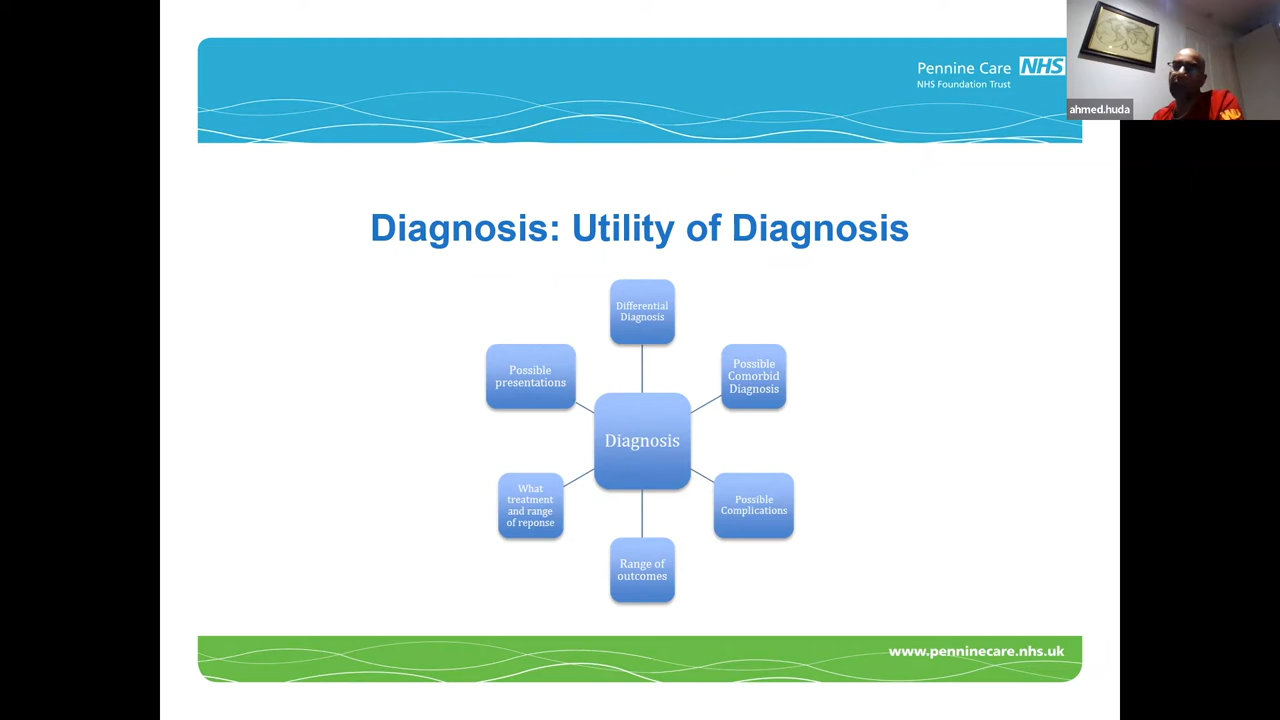 Pennine Care NHS
NHS Foundation Trust
ahmed.huda
Diagnosis: Utility of Diagnosis
Differential
Diagnosis
Possible
presentations
Possible
Comorbid
Diagnosis
Diagnosis
What
treatment
and range
of reponse
Possible
Complications
Range of
outcomes
www.penninecare.nhs.uk